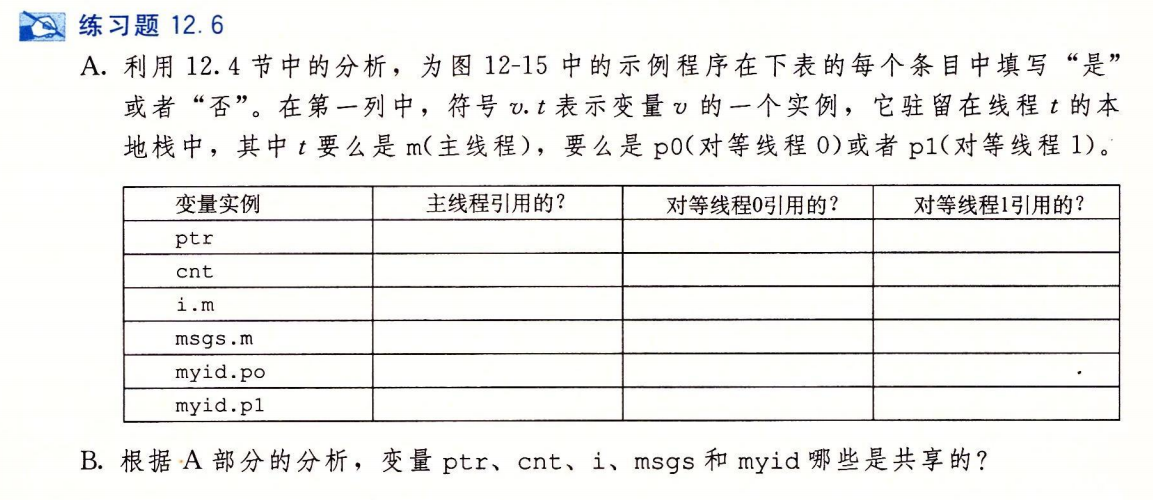 练习题 12.6
A. 利用 12.4 节中的分析，为图 12-15 中的示例程序在下表的每个条目中填写“是”
或者“否”。在第一列中，符号 v.t 表示变量 v 的一个实例，它驻留在线程 t 的本
地栈中，其中 t 要么是 m(主线程)，要么是 p0(对等线程 0)或者 p1(对等线程 1)。
变量实例 主线程引用的？ 对等线程0引用的？ 对等线程1引用的？
ptr
cnt
i.m
msgs.m
myid.po
myid.p1
B. 根据 A 部分的分析，变量 ptr、cnt、i、msgs 和 myid 哪些是共享的？